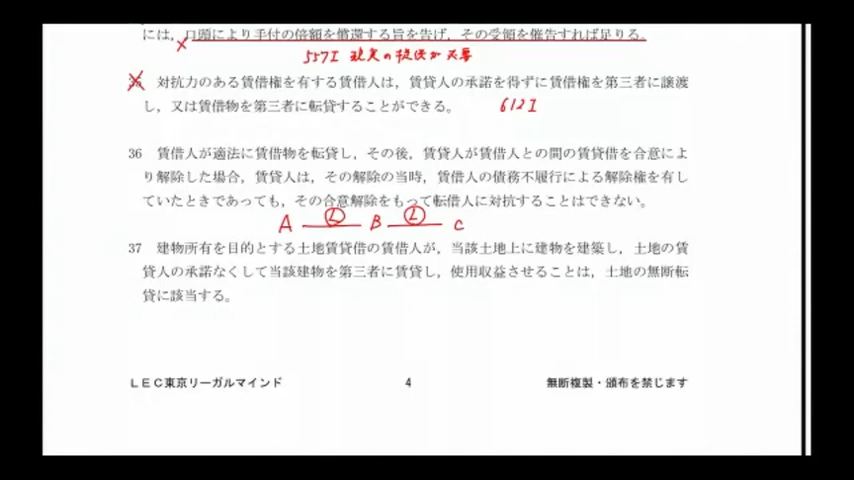 には，口頭により手付の倍額を償還する旨を告げ，その受領を催告すれば足りる。
557Ⅰ 現実の提供が必要
対抗力のある賃借権を有する賃借人は，賃貸人の承諾を得ずに賃借権を第三者に譲渡
し，又は賃借物を第三者に転貸することができる。 612Ⅰ
36 賃借人が適法に賃借物を転貸し，その後，賃貸人が賃借人との間の賃貸借を合意によ
り解除した場合，賃貸人は，その解除の当時，賃借人の債務不履行による解除権を有し
ていたときであっても，その合意解除をもって転借人に対抗することはできない。
A Ⓛ B Ⓛ C
37 建物所有を目的とする土地賃貸借の賃借人が，当該土地上に建物を建築し，土地の賃
貸人の承諾なくして当該建物を第三者に賃貸し，使用収益させることは，土地の無断転
貸に該当する。
ＬＥＣ東京リーガルマインド 4 無断複製・頒布を禁じます